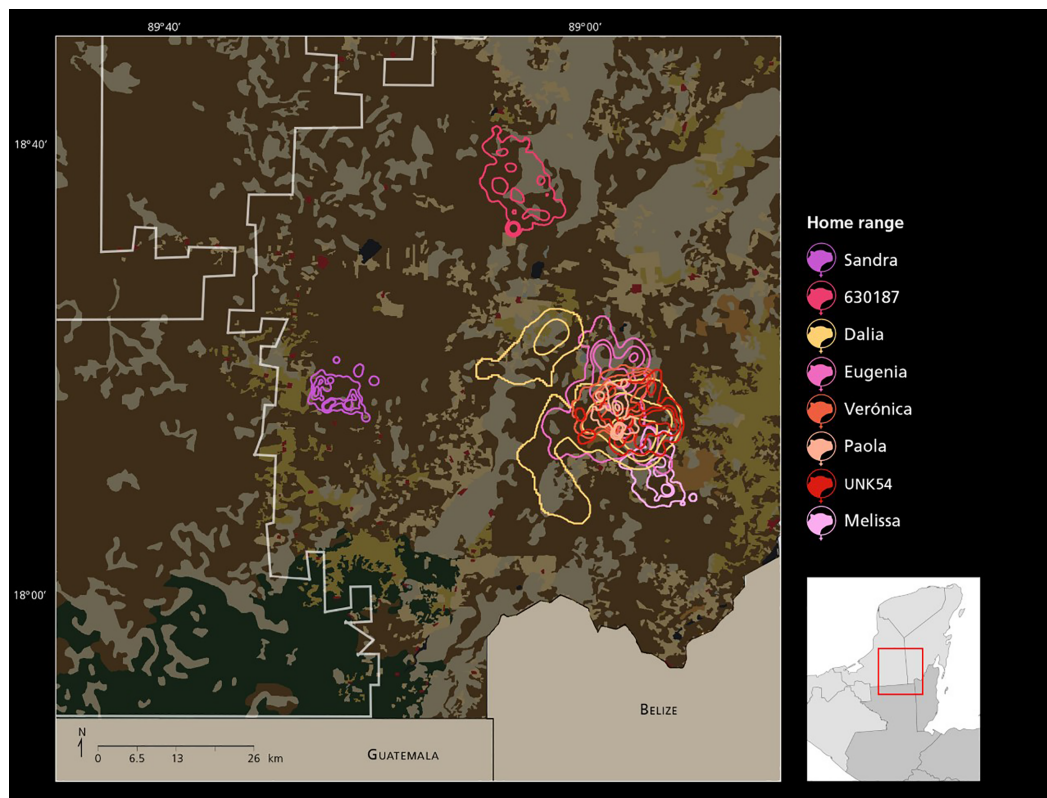 89°40′
89°00′
18°40′
18°00′
Home range
Sandra
630187
Dalia
Eugenia
Verónica
Paola
UNK54
Melissa
BELIZE
GUATEMALA
N
0 6.5 13 26 km